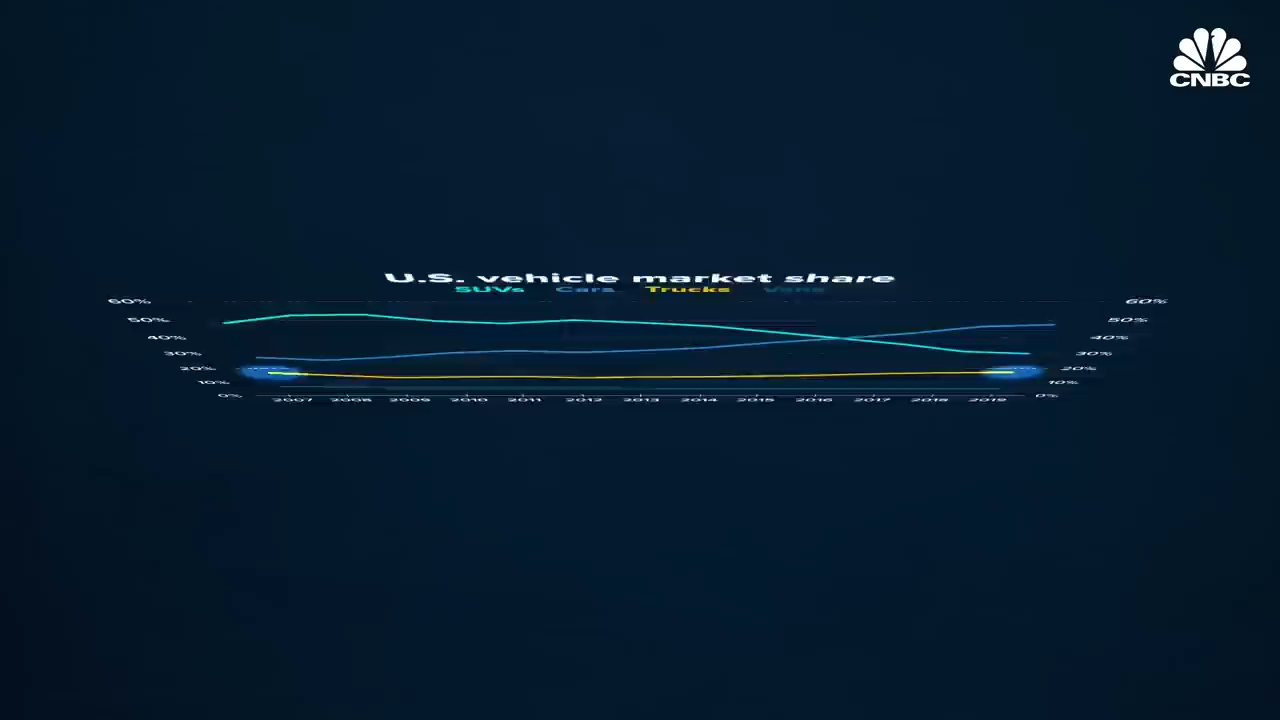 CNBC
U.S. vehicle market share
SUVs Cars Trucks Vans
60% 60%
50% 50%
40% 40%
30% 30%
20% 20%
10% 10%
0% 0%
2007 2008 2009 2010 2011 2012 2013 2014 2015 2016 2017 2018 2019